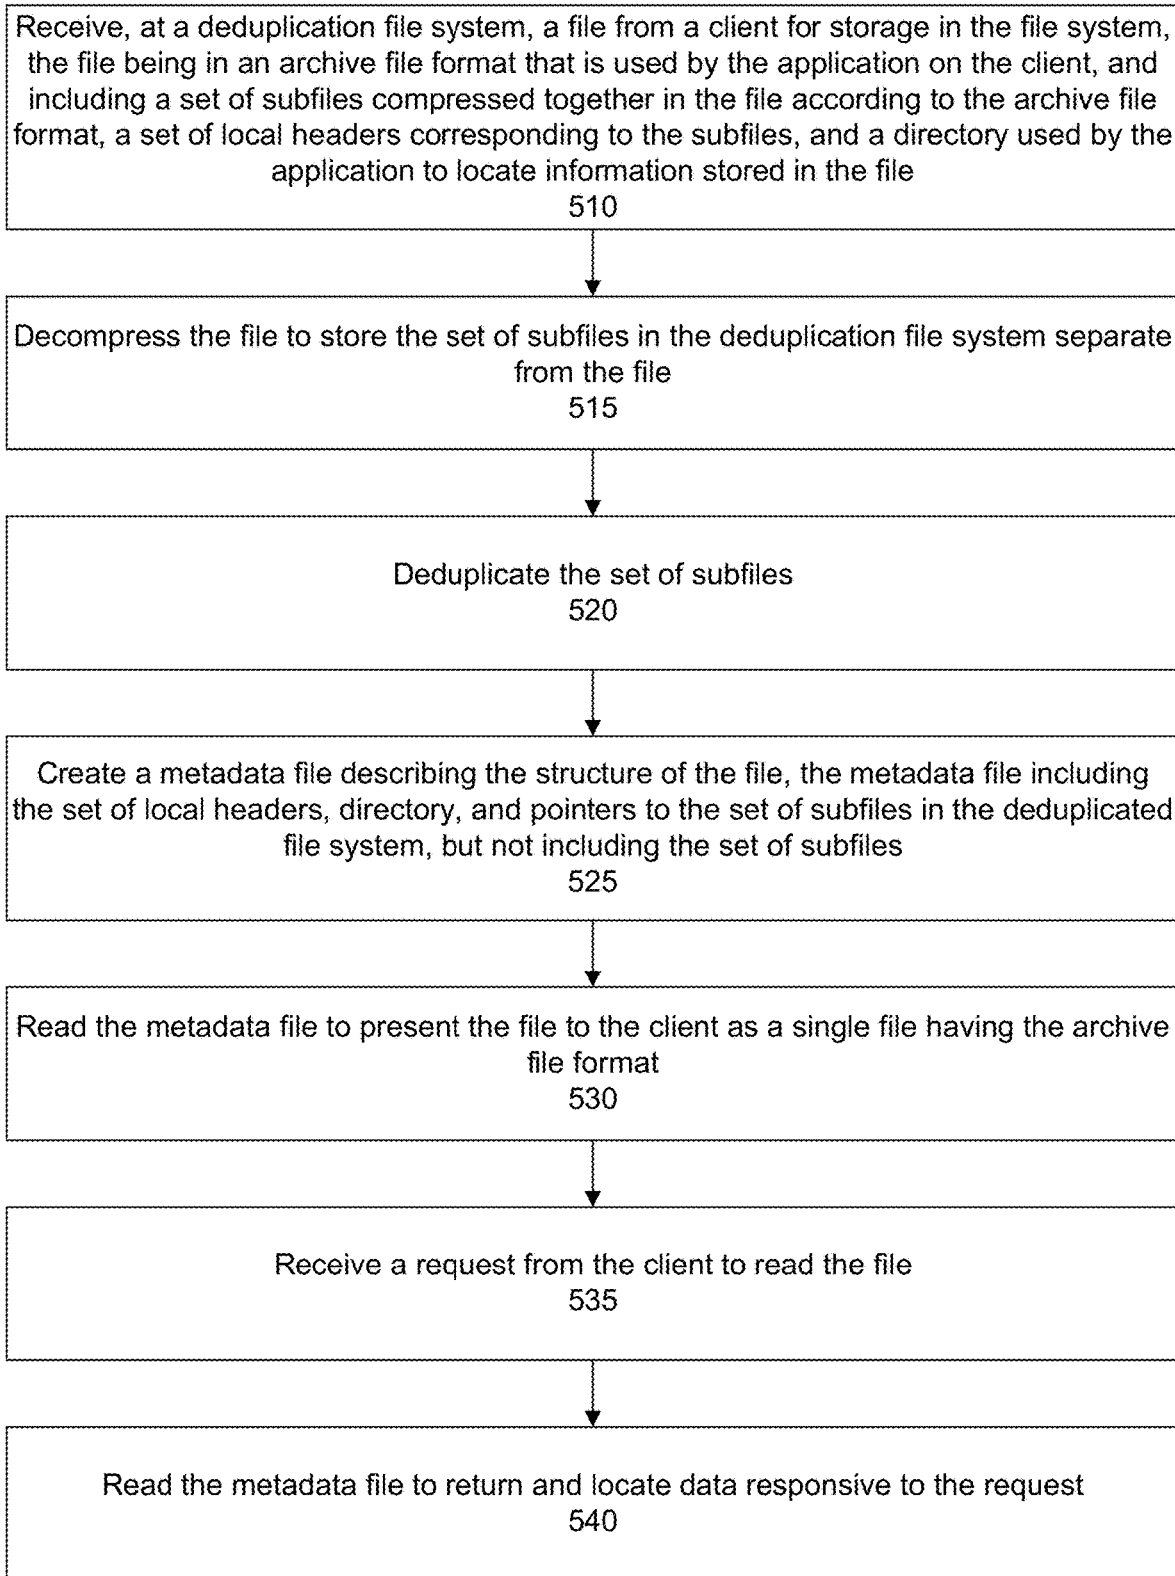 Receive, at a deduplication file system, a file from a client for storage in the file system,
the file being in an archive file format that is used by the application on the client, and
including a set of subfiles compressed together in the file according to the archive file
format, a set of local headers corresponding to the subfiles, and a directory used by the
application to locate information stored in the file
510
Decompress the file to store the set of subfiles in the deduplication file system separate
from the file
515
Deduplicate the set of subfiles
520
Create a metadata file describing the structure of the file, the metadata file including
the set of local headers, directory, and pointers to the set of subfiles in the deduplicated
file system, but not including the set of subfiles
525
Read the metadata file to present the file to the client as a single file having the archive
file format
530
Receive a request from the client to read the file
535
Read the metadata file to return and locate data responsive to the request
540